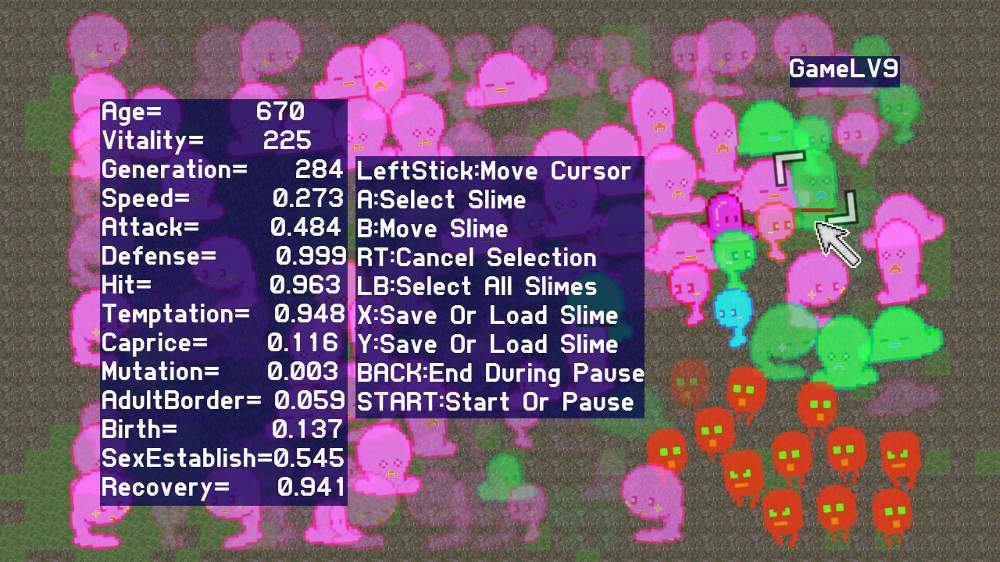 GameLV9
Age= 670
Vitality= 225
Generation= 284
Speed= 0.273
Attack= 0.484
Defense= 0.999
Hit= 0.963
Temptation= 0.948
Caprice= 0.116
Mutation= 0.003
AdultBorder= 0.059
Birth= 0.137
SexEstablish=0.545
Recovery= 0.941
LeftStick:Move Cursor
A:Select Slime
B:Move Slime
RT:Cancel Selection
LB:Select All Slimes
X:Save Or Load Slime
Y:Save Or Load Slime
BACK:End During Pause
START:Start Or Pause